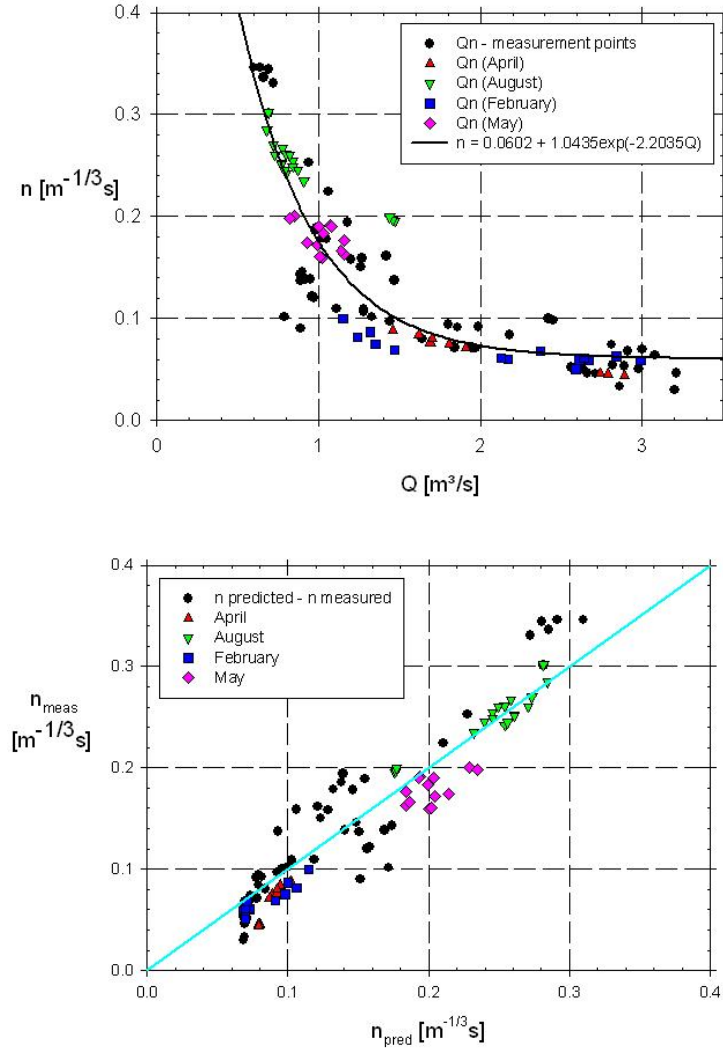 0.4
0.3
0.2
0.1
0.0
n [m-1/3s]
Qn - measurement points
Qn (April)
Qn (August)
Qn (February)
Qn (May)
n = 0.0602 + 1.0435exp(-2.2035Q)
0 1 2 3
Q [m³/s]
0.4
0.3
0.2
0.1
0.0
nmeas
[m-1/3s]
n predicted - n measured
April
August
February
May
0.0 0.1 0.2 0.3 0.4
npred [m-1/3s]